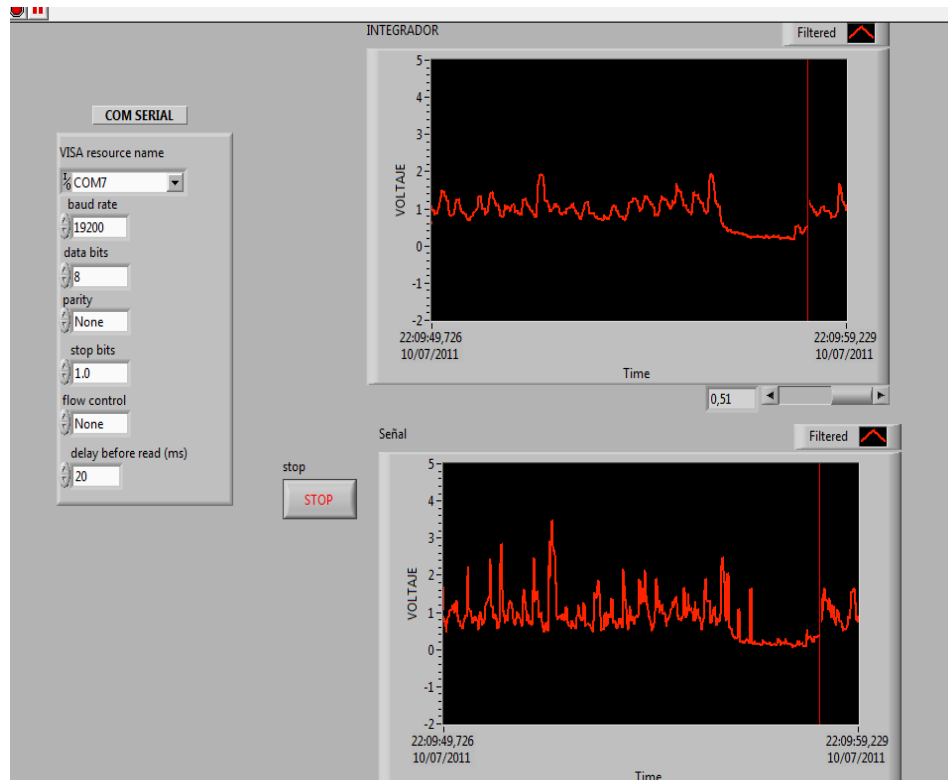 INTEGRADOR
Filtered
5
4
3
2
1
0
-1
-2
VOLTAJE
22:09:49,726
10/07/2011
22:09:59,229
10/07/2011
Time
0,51
COM SERIAL
VISA resource name
I/O COM7
baud rate
19200
data bits
8
parity
None
stop bits
1.0
flow control
None
delay before read (ms)
20
stop
STOP
Señal
Filtered
5
4
3
2
1
0
-1
-2
VOLTAJE
22:09:49,726
10/07/2011
22:09:59,229
10/07/2011
Time